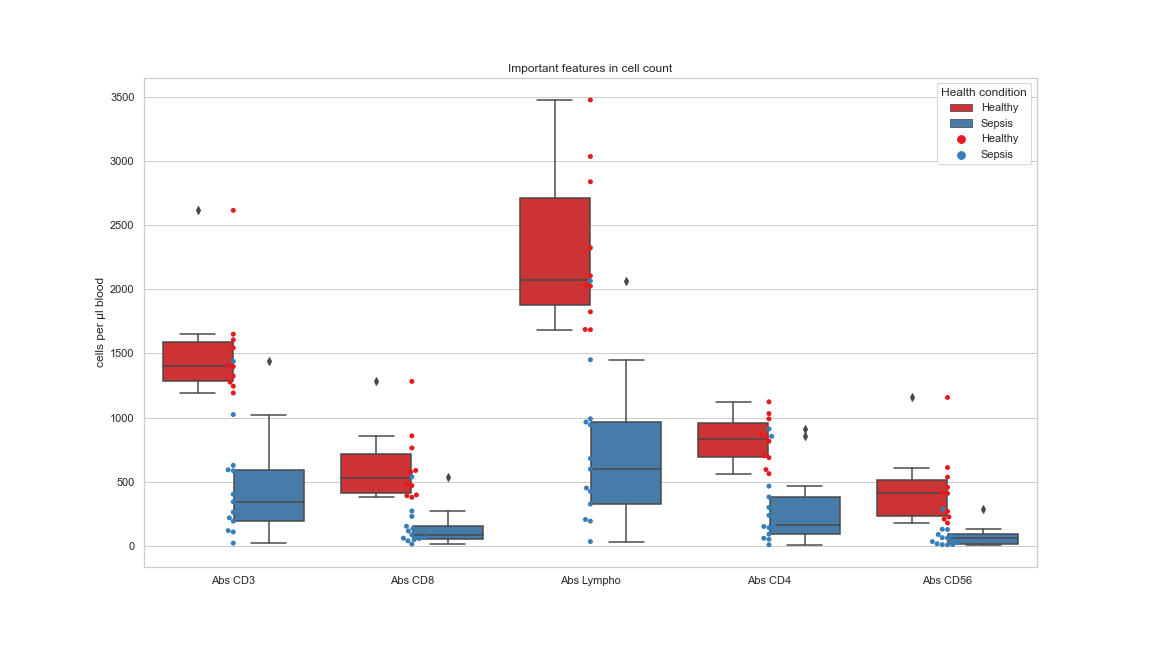 Important features in cell count
Health condition
Healthy
Sepsis
Healthy
Sepsis
cells per µl blood
3500
3000
2500
2000
1500
1000
500
0
Abs CD3 Abs CD8 Abs Lympho Abs CD4 Abs CD56